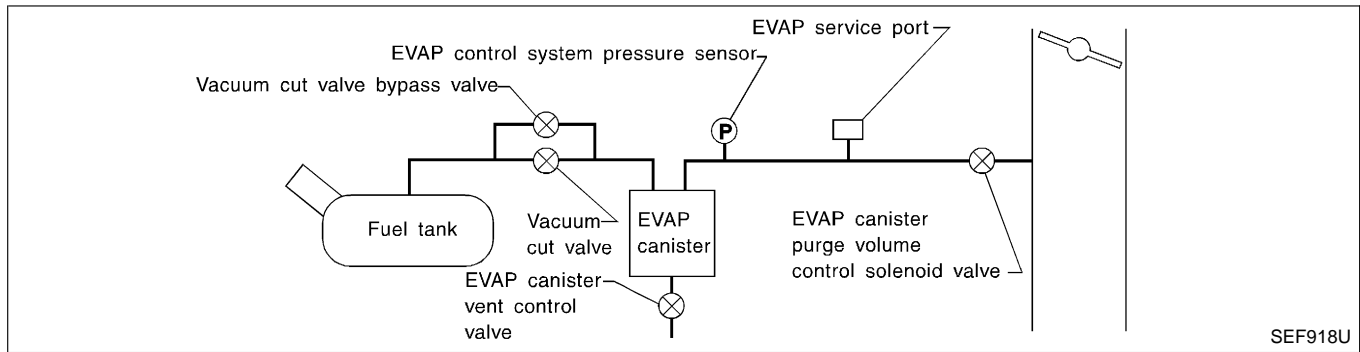 EVAP service port
EVAP control system pressure sensor
Vacuum cut valve bypass valve
P
Fuel tank
Vacuum
cut valve
EVAP
canister
EVAP canister
purge volume
control solenoid valve
EVAP canister
vent control
valve
SEF918U